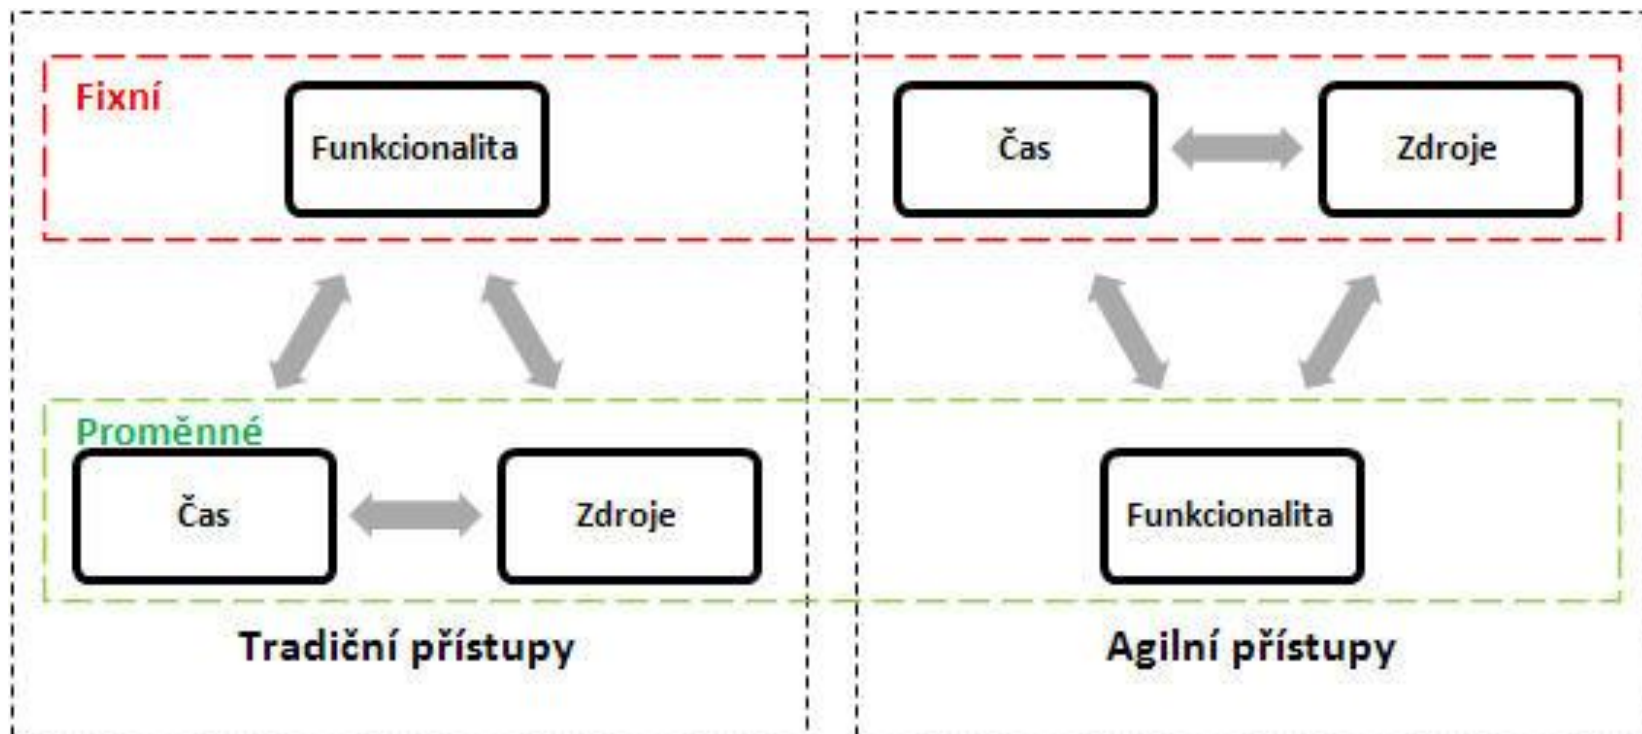 Fixní
Funkcionalita
Čas
Zdroje
Proměnné
Čas
Zdroje
Funkcionalita
Tradiční přístupy
Agilní přístupy